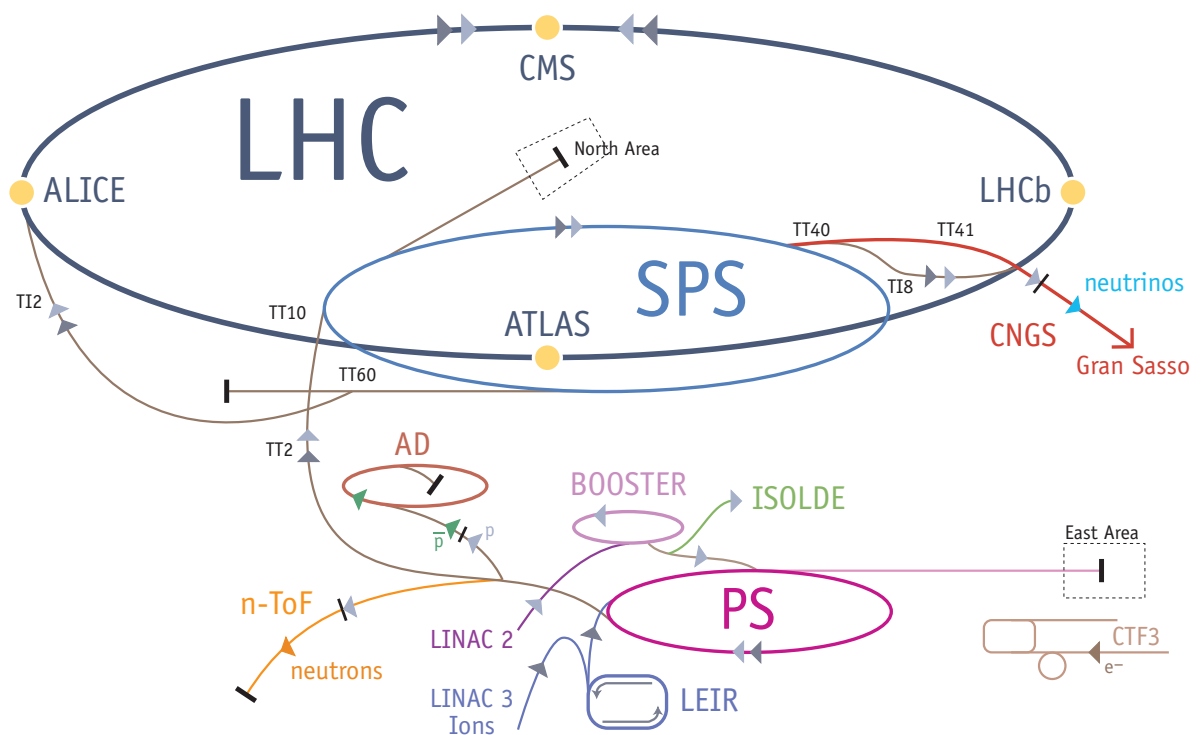 CMS
LHC
North Area
ALICE
LHCb
TT40
TT41
SPS
TI8
neutrinos
TI2
TT10
ATLAS
CNGS
Gran Sasso
TT60
TT2
AD
BOOSTER
ISOLDE
p
p̅
East Area
n-ToF
PS
LINAC 2
CTF3
neutrons
e⁻
LINAC 3
Ions
LEIR